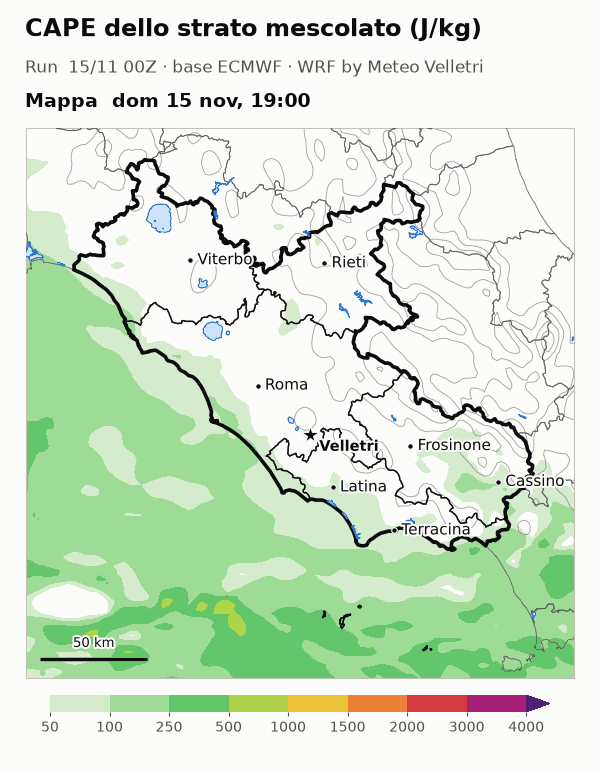 CAPE dello strato mescolato (J/kg)
Run  15/11 00Z · base ECMWF · WRF by Meteo Velletri
Mappa  dom 15 nov, 19:00
Viterbo
Rieti
Roma
Velletri
Frosinone
Cassino
Latina
Terracina
50 km
50 100 250 500 1000 1500 2000 3000 4000